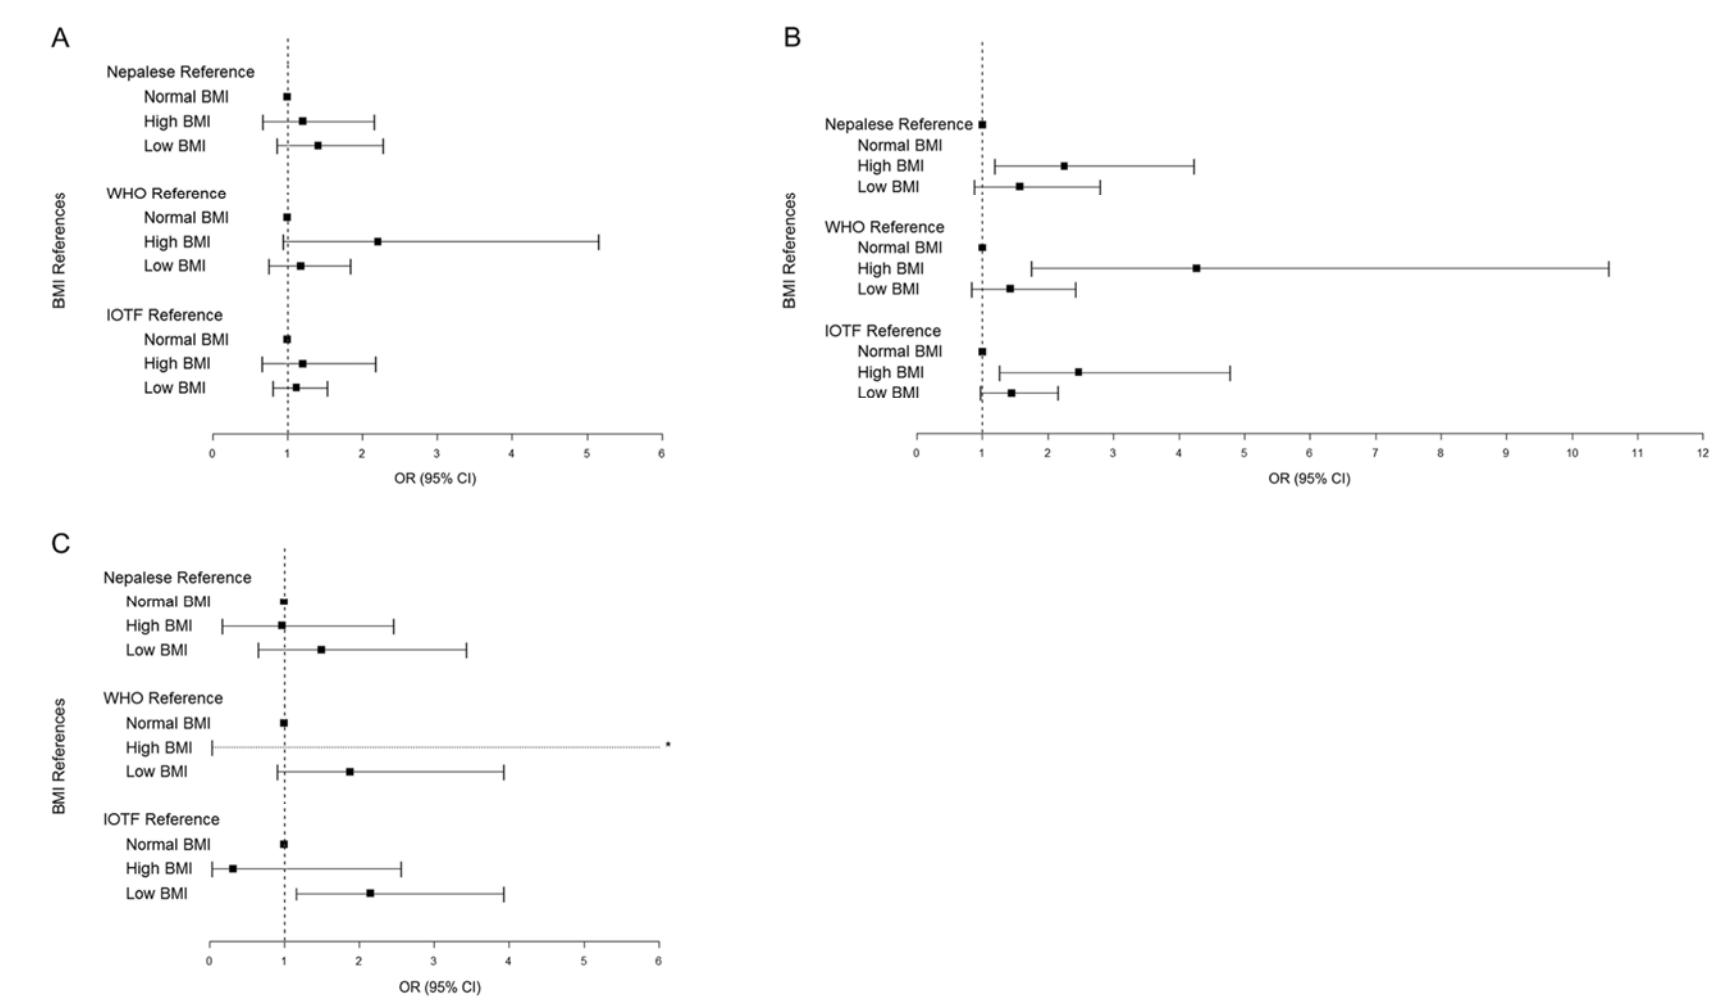 A
Nepalese Reference
Normal BMI
High BMI
Low BMI
WHO Reference
Normal BMI
High BMI
Low BMI
IOTF Reference
Normal BMI
High BMI
Low BMI
BMI References
0 1 2 3 4 5 6
OR (95% CI)
B
Nepalese Reference
Normal BMI
High BMI
Low BMI
WHO Reference
Normal BMI
High BMI
Low BMI
IOTF Reference
Normal BMI
High BMI
Low BMI
BMI References
0 1 2 3 4 5 6 7 8 9 10 11 12
OR (95% CI)
C
Nepalese Reference
Normal BMI
High BMI
Low BMI
WHO Reference
Normal BMI
High BMI *
Low BMI
IOTF Reference
Normal BMI
High BMI
Low BMI
BMI References
0 1 2 3 4 5 6
OR (95% CI)